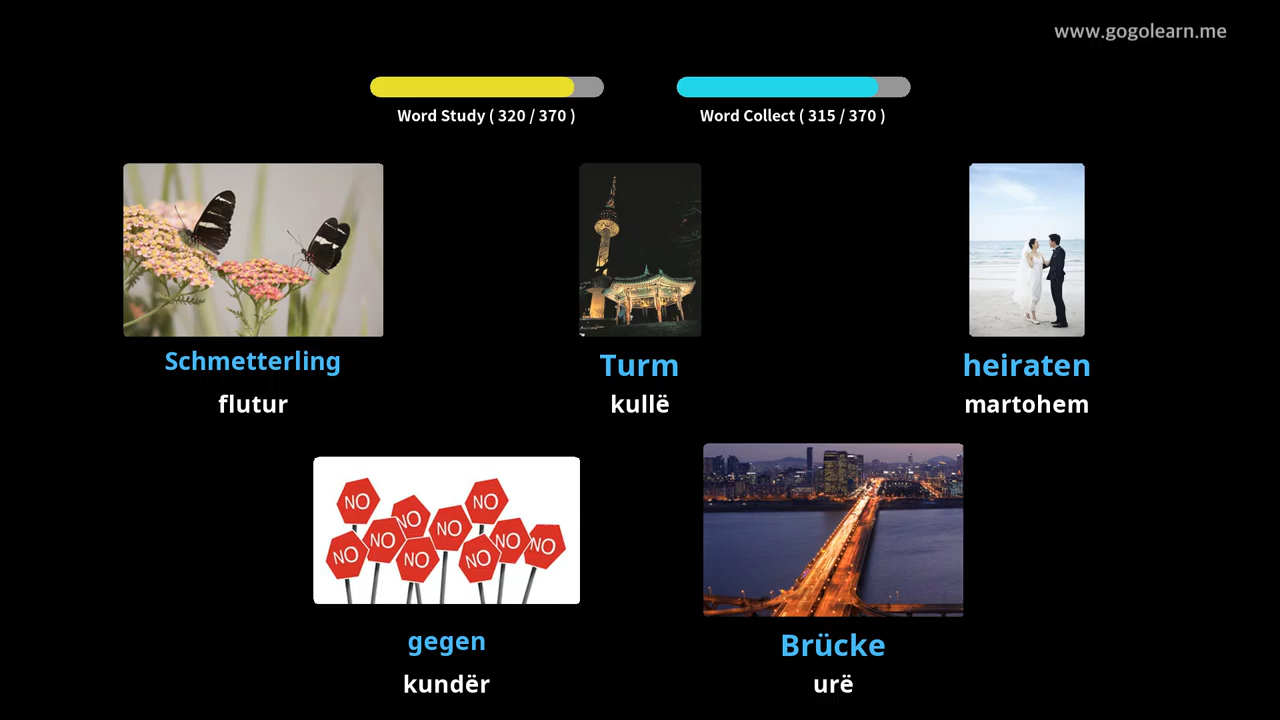 www.gogolearn.me
Word Study ( 320 / 370 )
Word Collect ( 315 / 370 )
Schmetterling
flutur
Turm
kullë
heiraten
martohem
NO
NO
NO
NO
NO
NO
NO
NO
NO
NO
gegen
kundër
Brücke
urë